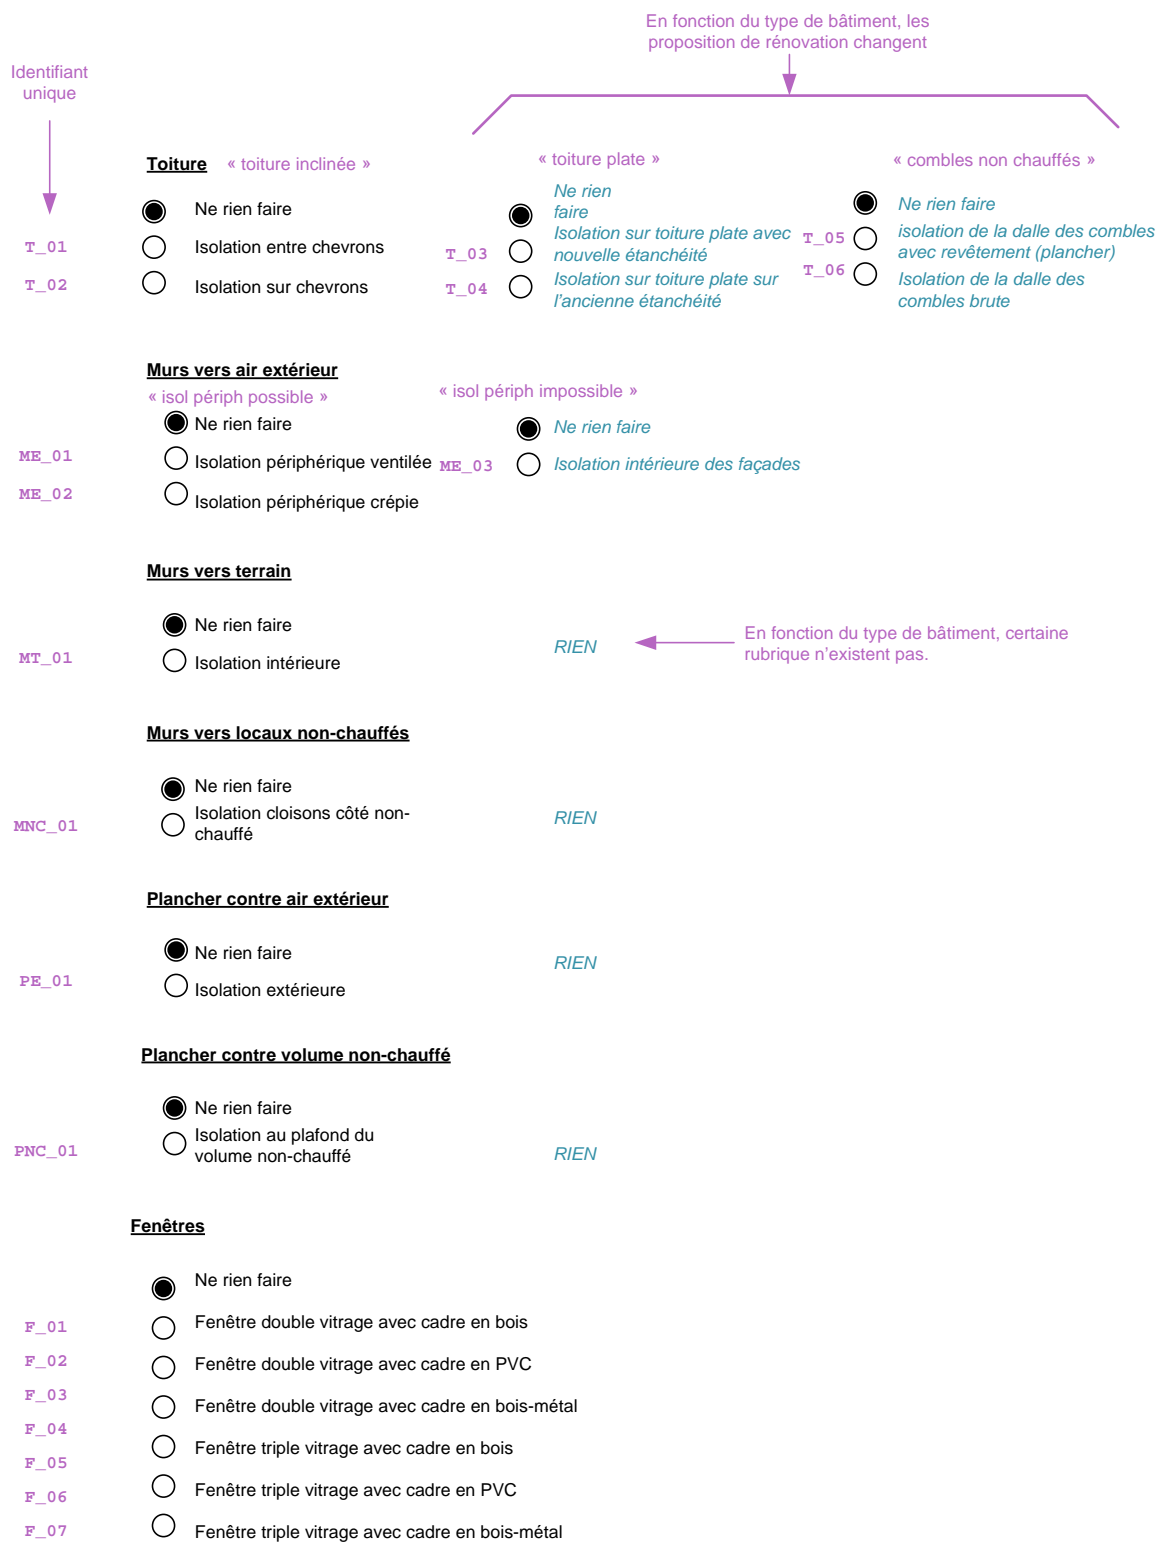 En fonction du type de bâtiment, les
proposition de rénovation changent
Identifiant
unique
Toiture « toiture inclinée »
« toiture plate »
« combles non chauffés »
Ne rien faire
T_01 Isolation entre chevrons
T_02 Isolation sur chevrons
Ne rien
faire
T_03 Isolation sur toiture plate avec
nouvelle étanchéité
T_04 Isolation sur toiture plate sur
l'ancienne étanchéité
Ne rien faire
T_05 isolation de la dalle des combles
avec revêtement (plancher)
T_06 Isolation de la dalle des
combles brute
Murs vers air extérieur
« isol périph possible »
« isol périph impossible »
Ne rien faire
ME_01 Isolation périphérique ventilée
ME_02 Isolation périphérique crépie
Ne rien faire
ME_03 Isolation intérieure des façades
Murs vers terrain
Ne rien faire
MT_01 Isolation intérieure
RIEN
En fonction du type de bâtiment, certaine
rubrique n'existent pas.
Murs vers locaux non-chauffés
Ne rien faire
MNC_01 Isolation cloisons côté non-
chauffé
RIEN
Plancher contre air extérieur
Ne rien faire
PE_01 Isolation extérieure
RIEN
Plancher contre volume non-chauffé
Ne rien faire
PNC_01 Isolation au plafond du
volume non-chauffé
RIEN
Fenêtres
Ne rien faire
F_01 Fenêtre double vitrage avec cadre en bois
F_02 Fenêtre double vitrage avec cadre en PVC
F_03 Fenêtre double vitrage avec cadre en bois-métal
F_04
F_05 Fenêtre triple vitrage avec cadre en bois
F_06 Fenêtre triple vitrage avec cadre en PVC
F_07 Fenêtre triple vitrage avec cadre en bois-métal